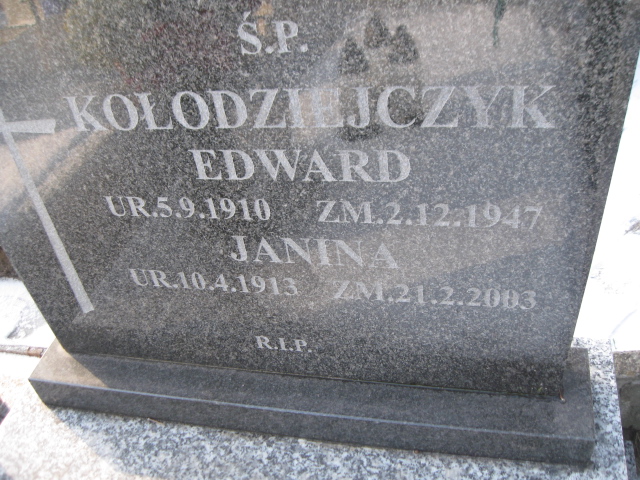 Ś.P.
KOŁODZIEJCZYK
EDWARD
UR.5.9.1910 ZM.2.12.1947
JANINA
UR.10.4.1913 ZM.21.2.2003
R.I.P.